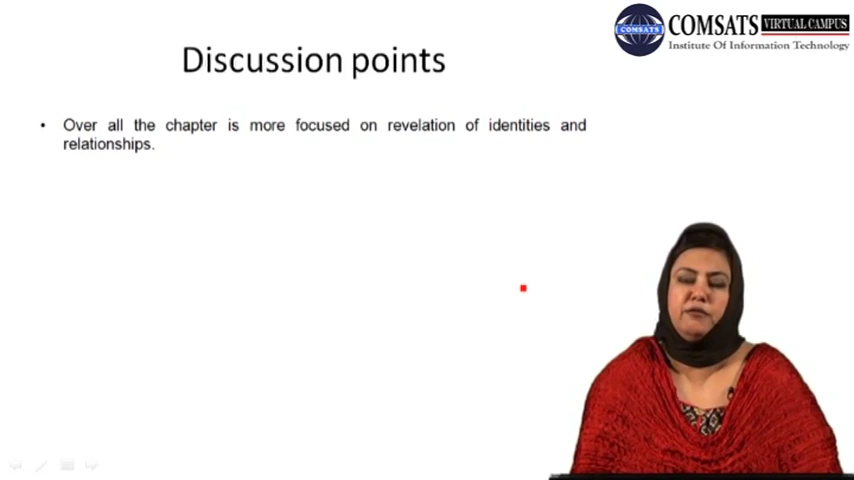 COMSATS VIRTUAL CAMPUS
COMSATS
Institute Of Information Technology
Discussion points
• Over all the chapter is more focused on revelation of identities and
relationships.